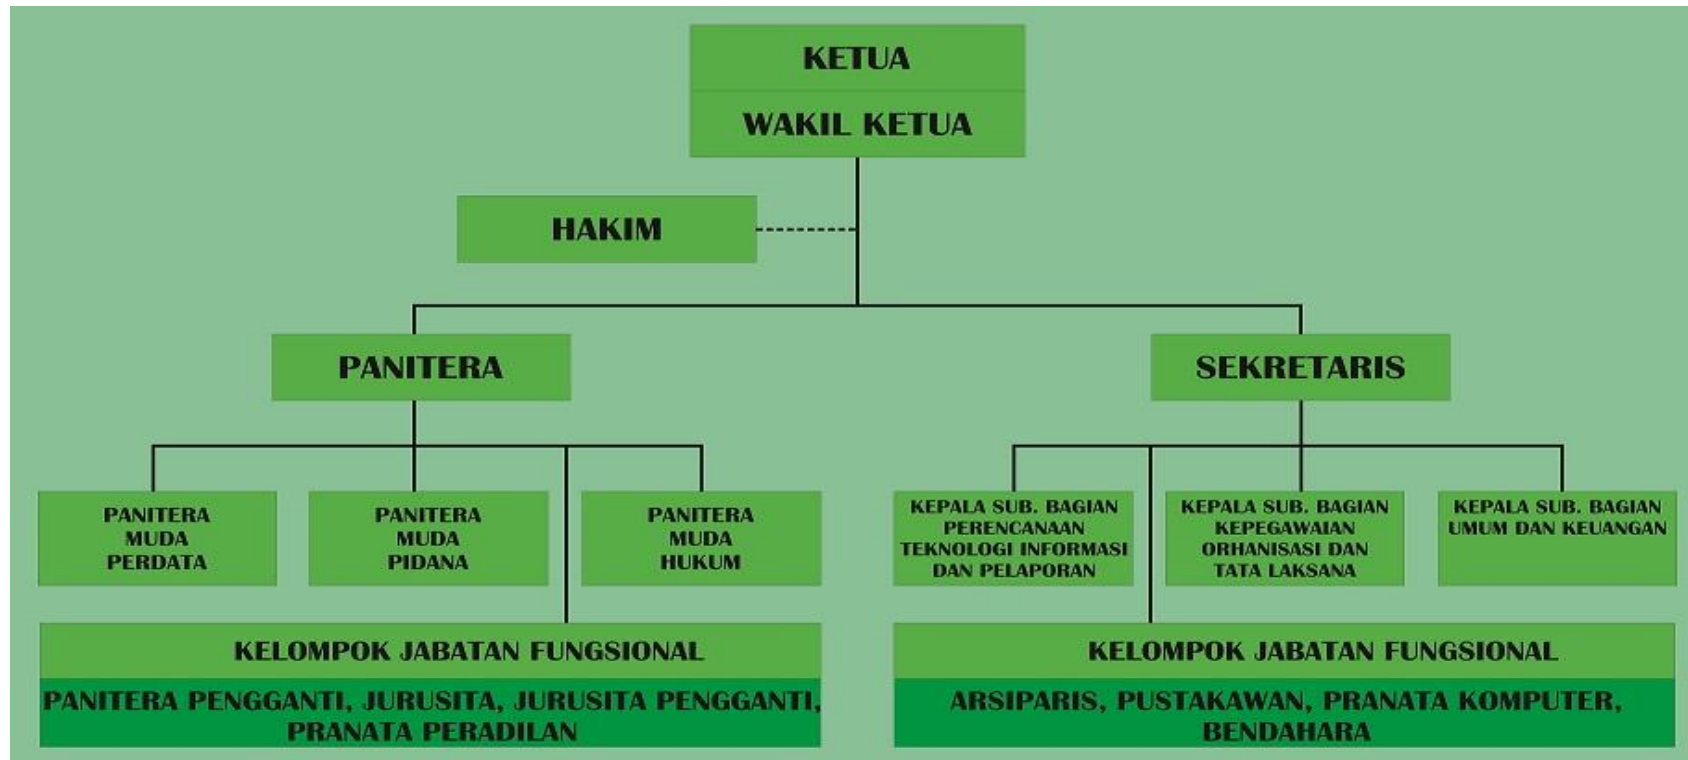 KETUA
WAKIL KETUA
HAKIM
PANITERA
SEKRETARIS
PANITERA
MUDA
PERDATA
PANITERA
MUDA
PIDANA
PANITERA
MUDA
HUKUM
KEPALA SUB. BAGIAN
PERENCANAAN
TEKNOLOGI INFORMASI
DAN PELAPORAN
KEPALA SUB. BAGIAN
KEPEGAWAIAN
ORHANISASI DAN
TATA LAKSANA
KEPALA SUB. BAGIAN
UMUM DAN KEUANGAN
KELOMPOK JABATAN FUNGSIONAL
PANITERA PENGGANTI, JURUSITA, JURUSITA PENGGANTI,
PRANATA PERADILAN
KELOMPOK JABATAN FUNGSIONAL
ARSIPARIS, PUSTAKAWAN, PRANATA KOMPUTER,
BENDAHARA